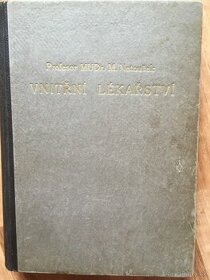 Profesor MUDr. M. Netoušek
VNITŘNÍ LÉKAŘSTVÍ